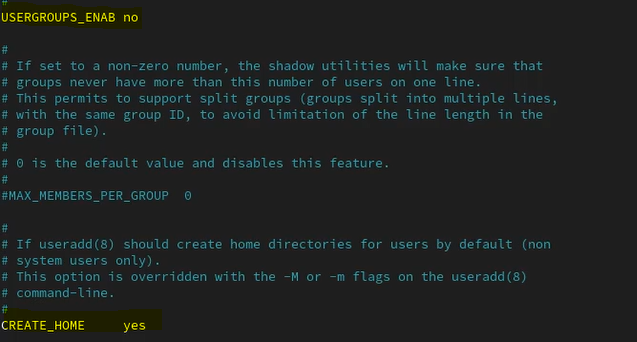 #
USERGROUPS_ENAB no
#
# If set to a non-zero number, the shadow utilities will make sure that
# groups never have more than this number of users on one line.
# This permits to support split groups (groups split into multiple lines,
# with the same group ID, to avoid limitation of the line length in the
# group file).
#
# 0 is the default value and disables this feature.
#
#MAX_MEMBERS_PER_GROUP 0
#
# If useradd(8) should create home directories for users by default (non
# system users only).
# This option is overridden with the -M or -m flags on the useradd(8)
# command-line.
#
CREATE_HOME yes